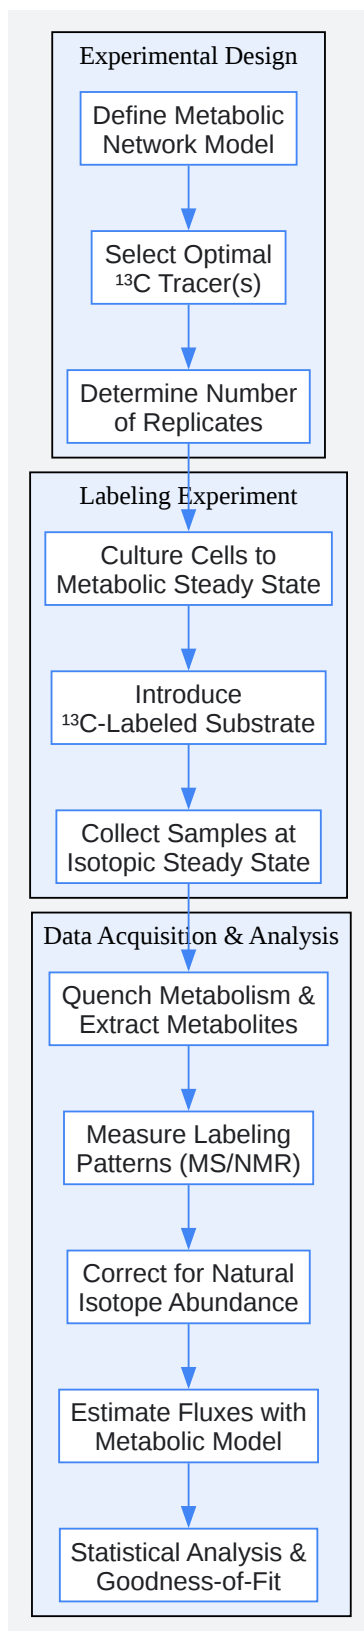 Experimental Design
Define Metabolic
Network Model
Select Optimal
¹³C Tracer(s)
Determine Number
of Replicates
Labeling Experiment
Culture Cells to
Metabolic Steady State
Introduce
¹³C-Labeled Substrate
Collect Samples at
Isotopic Steady State
Data Acquisition & Analysis
Quench Metabolism &
Extract Metabolites
Measure Labeling
Patterns (MS/NMR)
Correct for Natural
Isotope Abundance
Estimate Fluxes with
Metabolic Model
Statistical Analysis &
Goodness-of-Fit